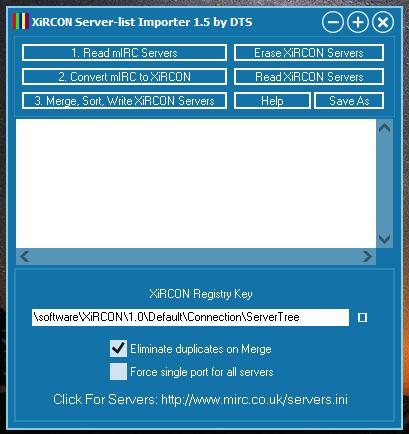 XiRCON Server-list Importer 1.5 by DTS
1. Read mIRC Servers
Erase XiRCON Servers
2. Convert mIRC to XiRCON
Read XiRCON Servers
3. Merge, Sort, Write XiRCON Servers
Help
Save As
XiRCON Registry Key
\software\XiRCON\1.0\Default\Connection\ServerTree
Eliminate duplicates on Merge
Force single port for all servers
Click For Servers: http://www.mirc.co.uk/servers.ini